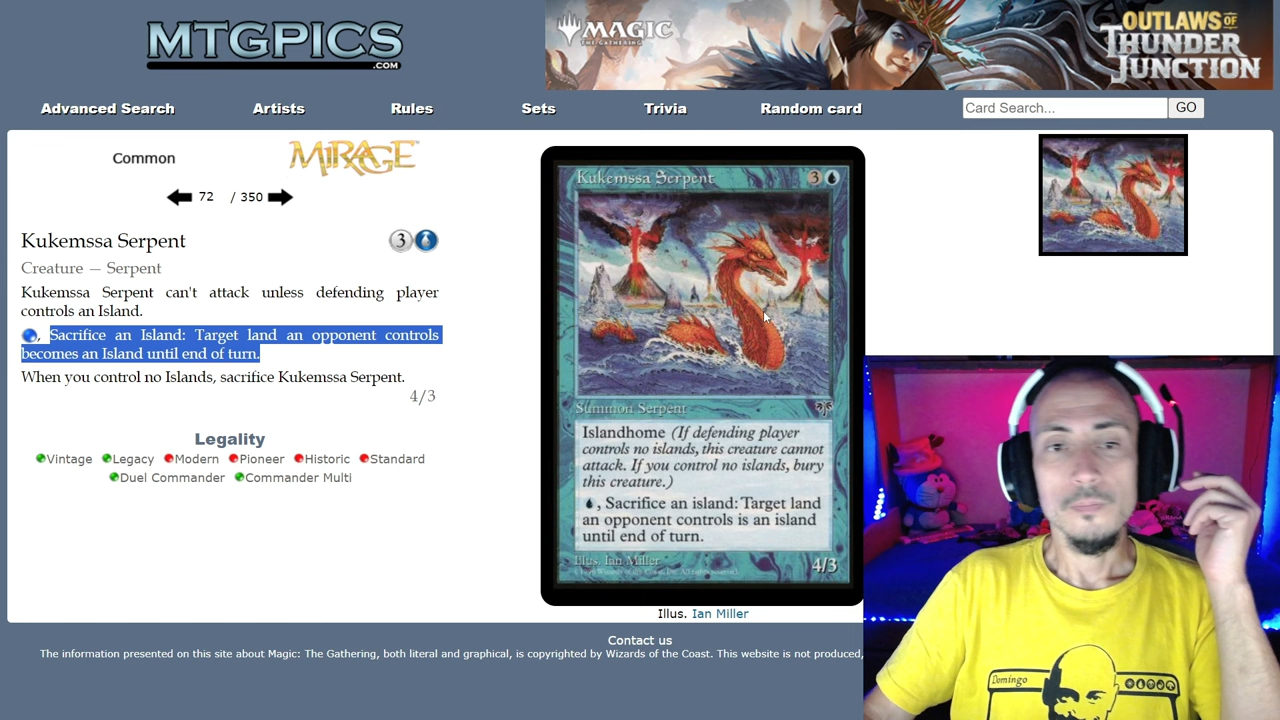 MTGPICS
.COM
MAGIC
THE GATHERING
OUTLAWS OF
THUNDER
JUNCTION
Advanced Search Artists Rules Sets Trivia Random card Card Search... GO
Common MIRAGE
72 / 350
Kukemssa Serpent 3
Creature — Serpent
Kukemssa Serpent can't attack unless defending player
controls an Island.
, Sacrifice an Island: Target land an opponent controls
becomes an Island until end of turn.
When you control no Islands, sacrifice Kukemssa Serpent.
4/3
Legality
Vintage Legacy Modern Pioneer Historic Standard
Duel Commander Commander Multi
Kukemssa Serpent 3
Summon Serpent
Islandhome (If defending player
controls no islands, this creature cannot
attack. If you control no islands, bury
this creature.)
, Sacrifice an island: Target land
an opponent controls is an island
until end of turn.
Illus. Ian Miller
4/3
Illus. Ian Miller
Contact us
The information presented on this site about Magic: The Gathering, both literal and graphical, is copyrighted by Wizards of the Coast. This website is not produced,
Domingo